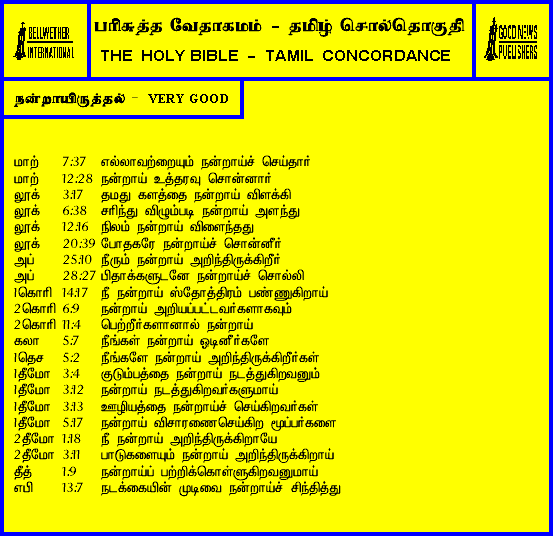 BELLWETHER INTERNATIONAL
பரிசுத்த வேதாகமம் - தமிழ் சொல்தொகுதி
THE HOLY BIBLE - TAMIL CONCORDANCE
GOOD NEWS PUBLISHERS
நன்றாயிருத்தல் - VERY GOOD
மாற் 7:37 எல்லாவற்றையும் நன்றாய்ச் செய்தார்
மாற் 12:28 நன்றாய் உத்தரவு சொன்னார்
லூக் 3:17 தமது களத்தை நன்றாய் விளக்கி
லூக் 6:38 சரிந்து விழும்படி நன்றாய் அளந்து
லூக் 12:16 நிலம் நன்றாய் விளைந்தது
லூக் 20:39 போதகரே நன்றாய்ச் சொன்னீர்
அப் 25:10 நீரும் நன்றாய் அறிந்திருக்கிறீர்
அப் 28:27 பிதாக்களுடனே நன்றாய்ச் சொல்லி
1கொரி 14:17 நீ நன்றாய் ஸ்தோத்திரம் பண்ணுகிறாய்
2கொரி 6:9 நன்றாய் அறியப்பட்டவர்களாகவும்
2கொரி 11:4 பெற்றீர்களானால் நன்றாய்
கலா 5:7 நீங்கள் நன்றாய் ஓடினீர்களே
1தெச 5:2 நீங்களே நன்றாய் அறிந்திருக்கிறீர்கள்
1தீமோ 3:4 குடும்பத்தை நன்றாய் நடத்துகிறவனும்
1தீமோ 3:12 நன்றாய் நடத்துகிறவர்களுமாய்
1தீமோ 3:13 ஊழியத்தை நன்றாய்ச் செய்கிறவர்கள்
1தீமோ 5:17 நன்றாய் விசாரணைசெய்கிற மூப்பர்களை
2தீமோ 1:18 நீ நன்றாய் அறிந்திருக்கிறாயே
2தீமோ 3:11 பாடுகளையும் நன்றாய் அறிந்திருக்கிறாய்
தீத் 1:9 நன்றாய்ப் பற்றிக்கொள்ளுகிறவனுமாய்
எபி 13:7 நடக்கையின் முடிவை நன்றாய்ச் சிந்தித்து